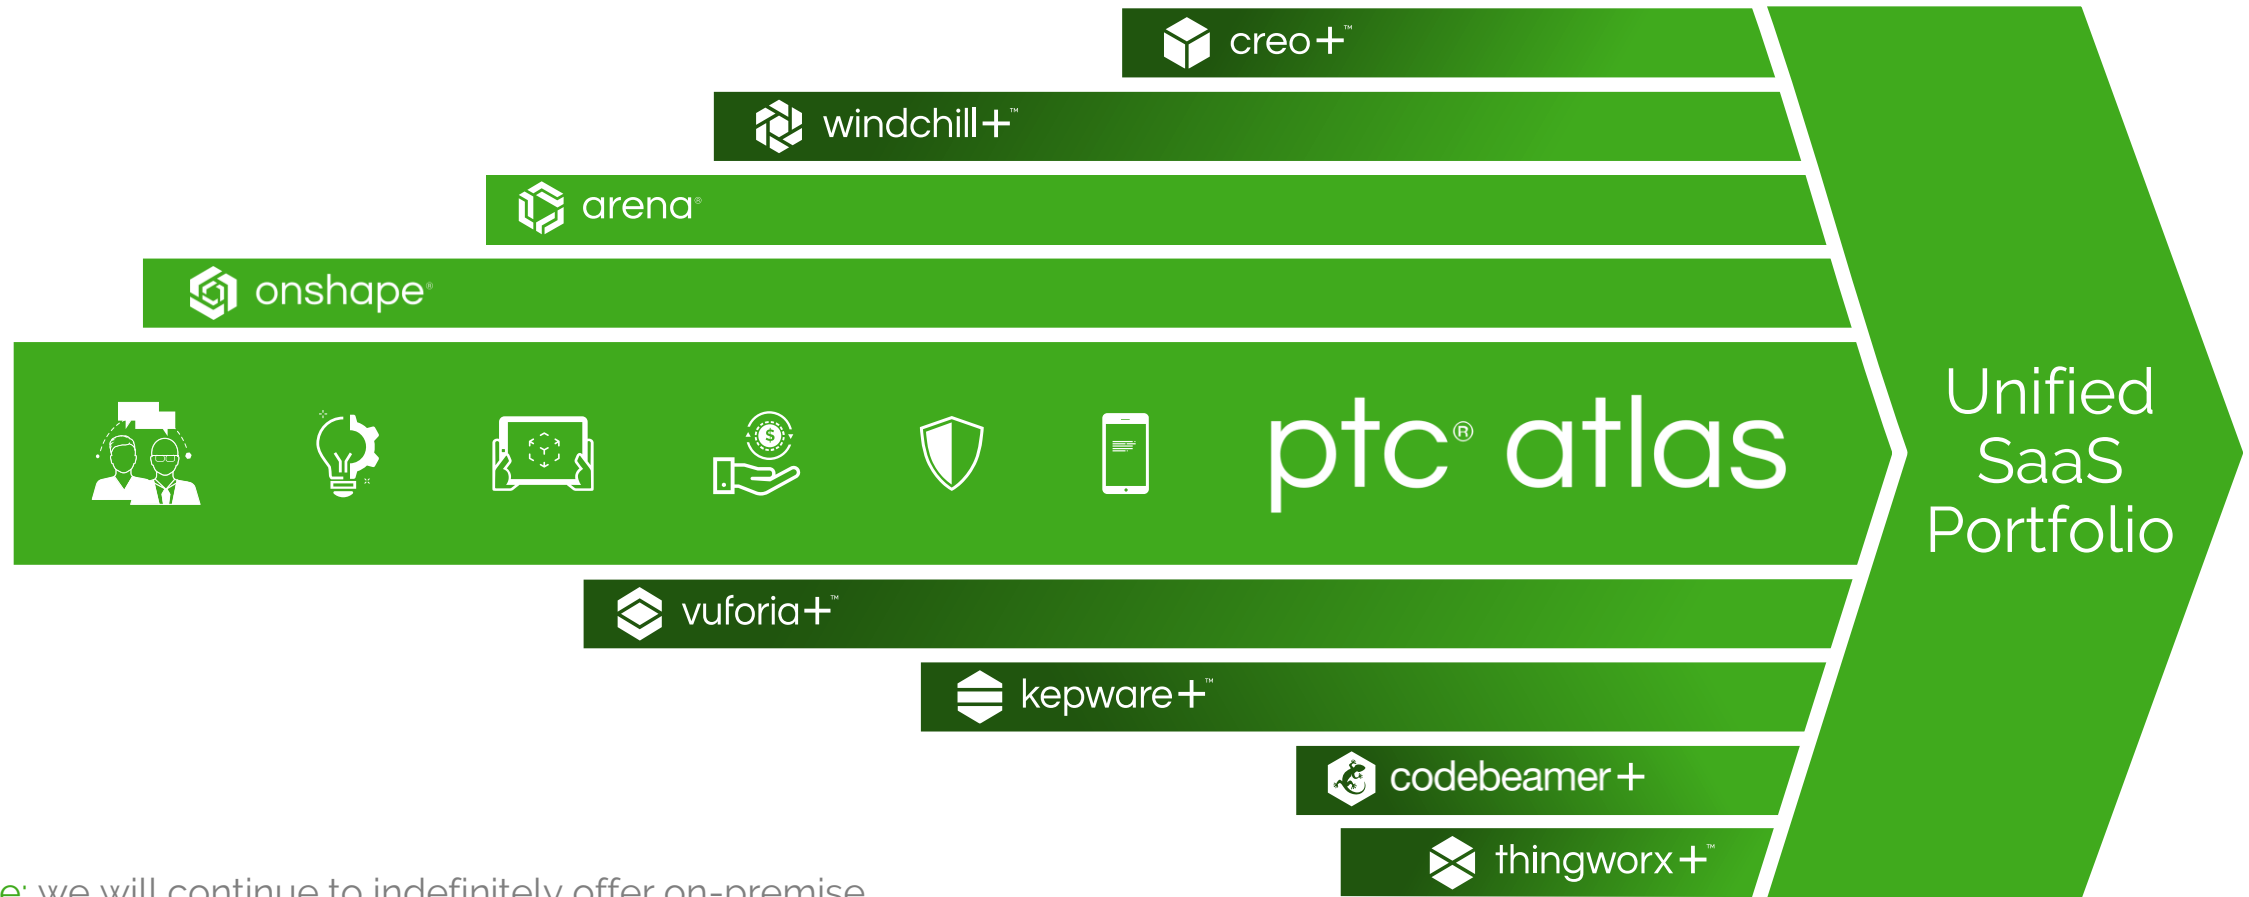 creo+™
windchill+™
arena®
onshape®
ptc® atlas
Unified
SaaS
Portfolio
$
vuforia+™
kepware+™
codebeamer+
thingworx+™
we will continue to indefinitely offer on-premise